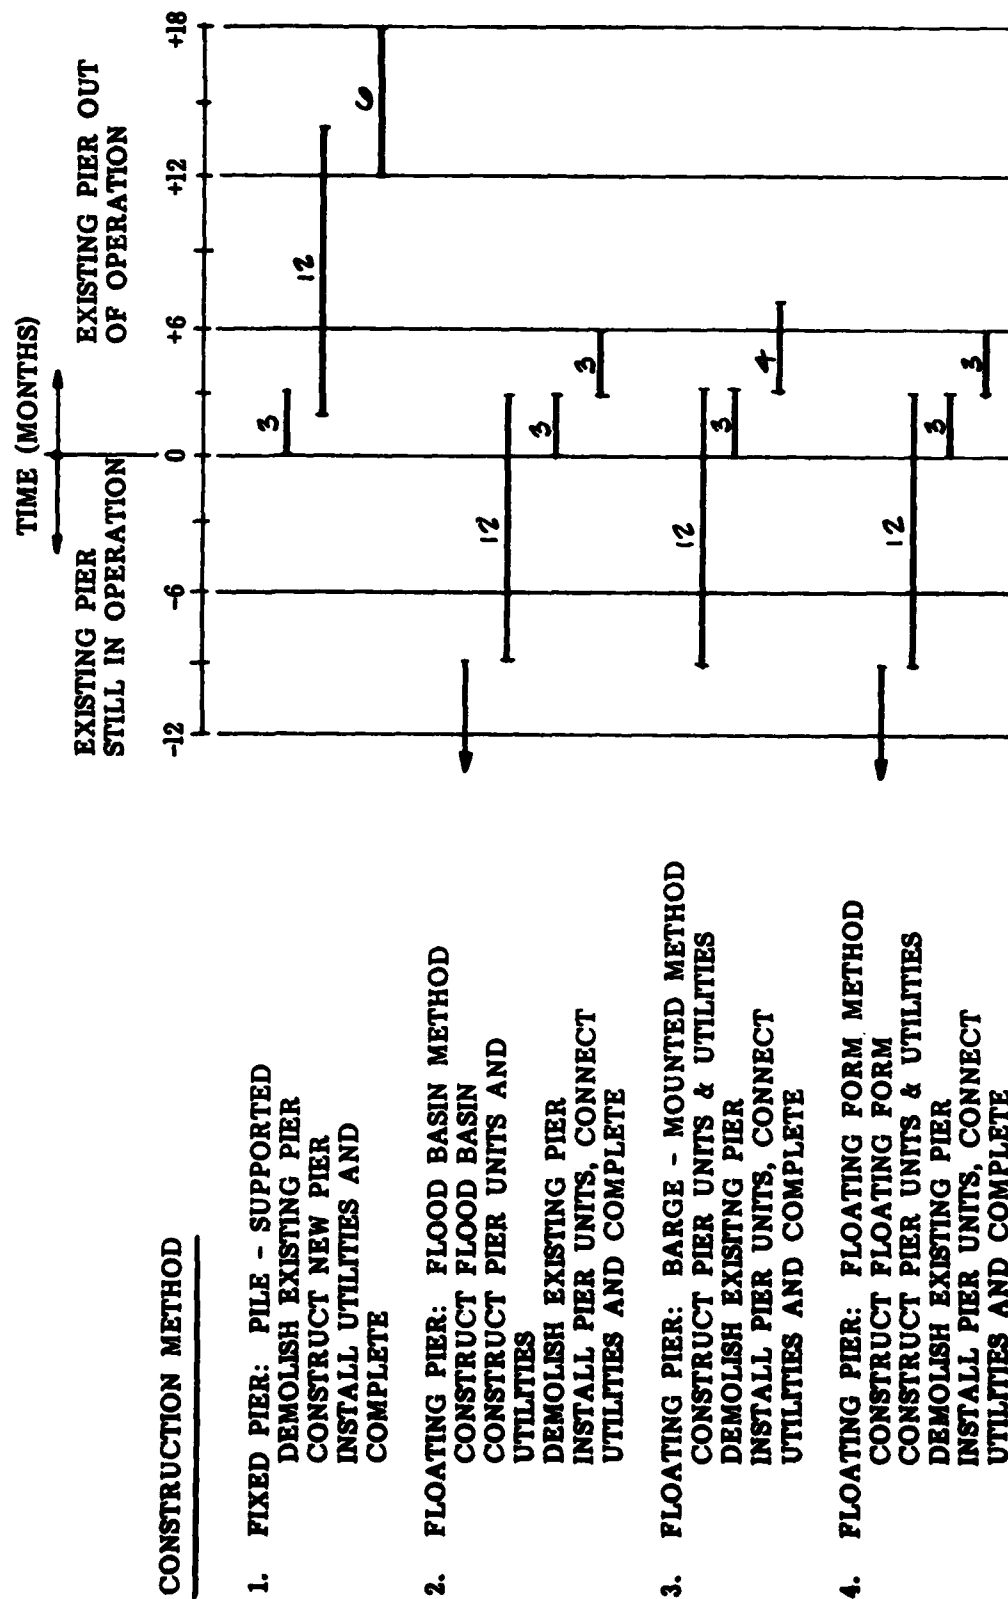 TIME (MONTHS)
EXISTING PIER
STILL IN OPERATION
EXISTING PIER OUT
OF OPERATION
CONSTRUCTION METHOD
-12
-6
0
+6
+12
+18
1. FIXED PIER: PILE - SUPPORTED
DEMOLISH EXISTING PIER
3
CONSTRUCT NEW PIER
12
INSTALL UTILITIES AND
COMPLETE
6
2. FLOATING PIER: FLOOD BASIN METHOD
CONSTRUCT FLOOD BASIN
CONSTRUCT PIER UNITS AND
UTILITIES
12
DEMOLISH EXISTING PIER
3
INSTALL PIER UNITS, CONNECT
UTILITIES AND COMPLETE
3
3. FLOATING PIER: BARGE - MOUNTED METHOD
CONSTRUCT PIER UNITS & UTILITIES
12
DEMOLISH EXISITNG PIER
3
INSTALL PIER UNITS, CONNECT
UTILITIES AND COMPLETE
4
4. FLOATING PIER: FLOATING FORM METHOD
CONSTRUCT FLOATING FORM
CONSTRUCT PIER UNITS & UTILITIES
12
DEMOLISH EXISTING PIER
3
INSTALL PIER UNITS, CONNECT
UTILITIES AND COMPLETE
3